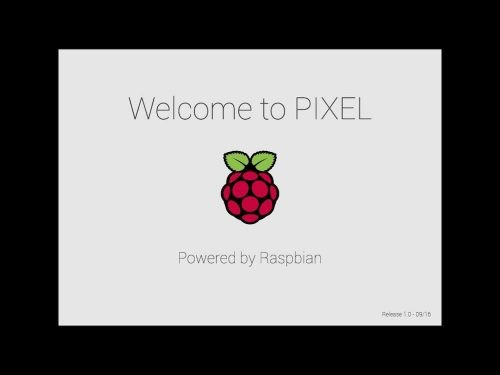 Welcome to PIXEL
Powered by Raspbian
Release 1.0 - 09/16